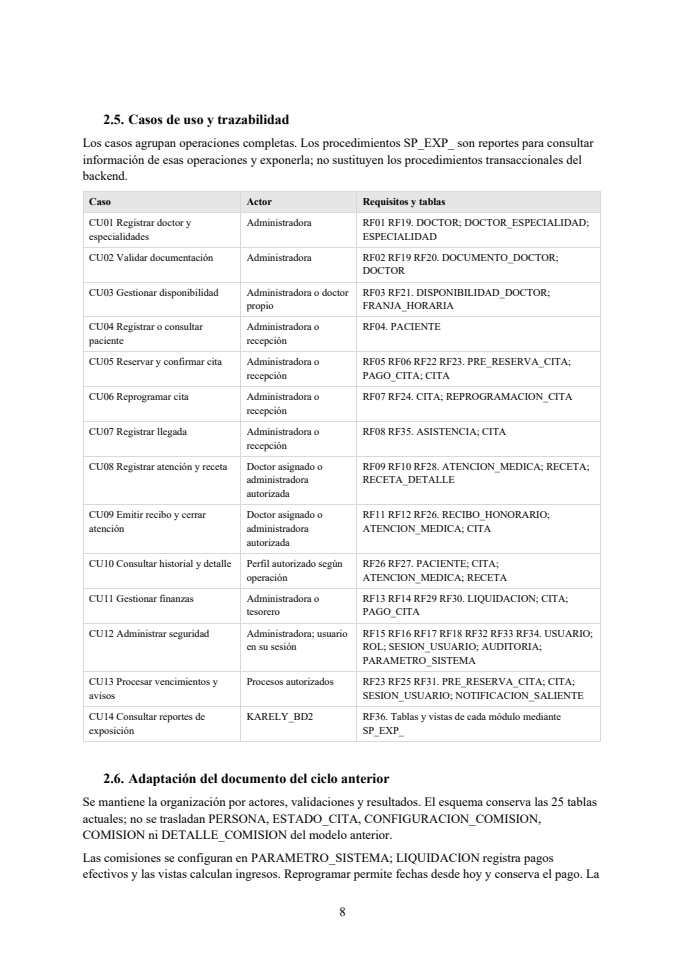 2.5. Casos de uso y trazabilidad
Los casos agrupan operaciones completas. Los procedimientos SP_EXP_ son reportes para consultar
información de esas operaciones y exponerla; no sustituyen los procedimientos transaccionales del
backend.
Caso Actor Requisitos y tablas
CU01 Registrar doctor y Administradora RF01 RF19. DOCTOR; DOCTOR_ESPECIALIDAD;
especialidades ESPECIALIDAD
CU02 Validar documentación Administradora RF02 RF19 RF20. DOCUMENTO_DOCTOR;
DOCTOR
CU03 Gestionar disponibilidad Administradora o doctor RF03 RF21. DISPONIBILIDAD_DOCTOR;
propio FRANJA_HORARIA
CU04 Registrar o consultar Administradora o RF04. PACIENTE
paciente recepción
CU05 Reservar y confirmar cita Administradora o RF05 RF06 RF22 RF23. PRE_RESERVA_CITA;
recepción PAGO_CITA; CITA
CU06 Reprogramar cita Administradora o RF07 RF24. CITA; REPROGRAMACION_CITA
recepción
CU07 Registrar llegada Administradora o RF08 RF35. ASISTENCIA; CITA
recepción
CU08 Registrar atención y receta Doctor asignado o RF09 RF10 RF28. ATENCION_MEDICA; RECETA;
administradora RECETA_DETALLE
autorizada
CU09 Emitir recibo y cerrar Doctor asignado o RF11 RF12 RF26. RECIBO_HONORARIO;
atención administradora ATENCION_MEDICA; CITA
autorizada
CU10 Consultar historial y detalle Perfil autorizado según RF26 RF27. PACIENTE; CITA;
operación ATENCION_MEDICA; RECETA
CU11 Gestionar finanzas Administradora o RF13 RF14 RF29 RF30. LIQUIDACION; CITA;
tesorero PAGO_CITA
CU12 Administrar seguridad Administradora; usuario RF15 RF16 RF17 RF18 RF32 RF33 RF34. USUARIO;
en su sesión ROL; SESION_USUARIO; AUDITORIA;
PARAMETRO_SISTEMA
CU13 Procesar vencimientos y Procesos autorizados RF23 RF25 RF31. PRE_RESERVA_CITA; CITA;
avisos SESION_USUARIO; NOTIFICACION_SALIENTE
CU14 Consultar reportes de KARELY_BD2 RF36. Tablas y vistas de cada módulo mediante
exposición SP_EXP_
2.6. Adaptación del documento del ciclo anterior
Se mantiene la organización por actores, validaciones y resultados. El esquema conserva las 25 tablas
actuales; no se trasladan PERSONA, ESTADO_CITA, CONFIGURACION_COMISION,
COMISION ni DETALLE_COMISION del modelo anterior.
Las comisiones se configuran en PARAMETRO_SISTEMA; LIQUIDACION registra pagos
efectivos y las vistas calculan ingresos. Reprogramar permite fechas desde hoy y conserva el pago. La
8